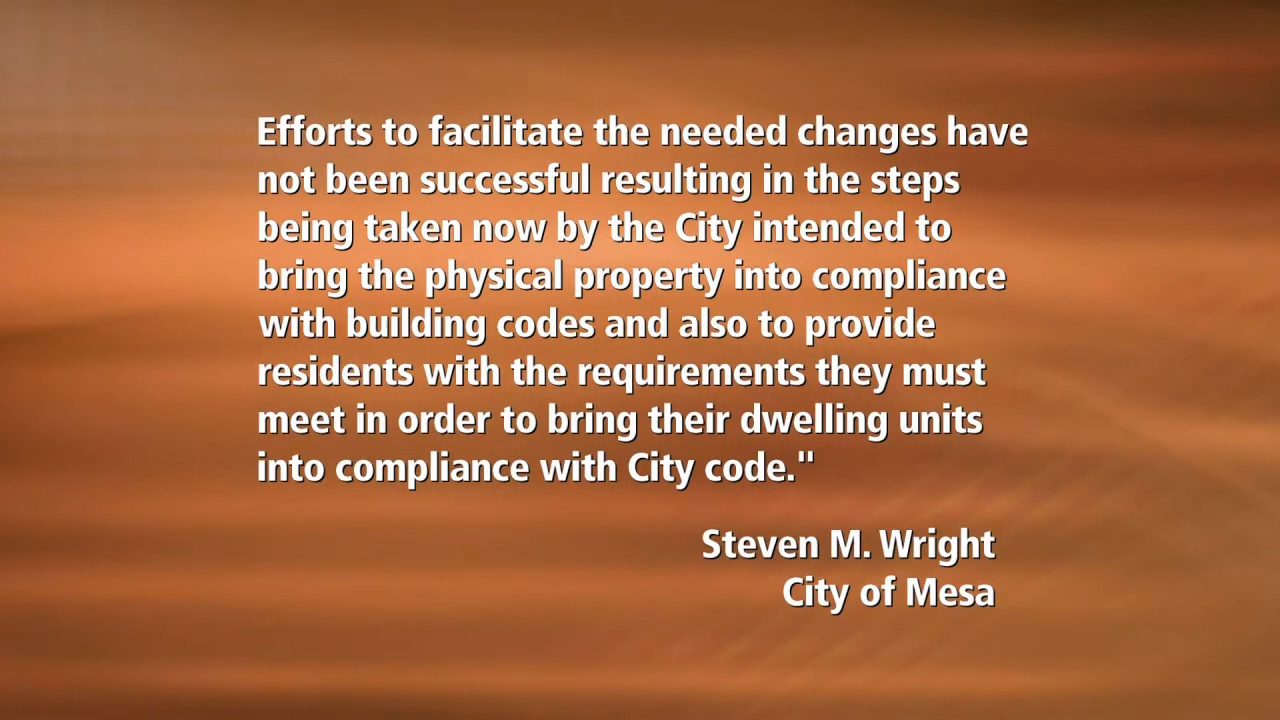 Efforts to facilitate the needed changes have
not been successful resulting in the steps
being taken now by the City intended to
bring the physical property into compliance
with building codes and also to provide
residents with the requirements they must
meet in order to bring their dwelling units
into compliance with City code."
Steven M. Wright
City of Mesa